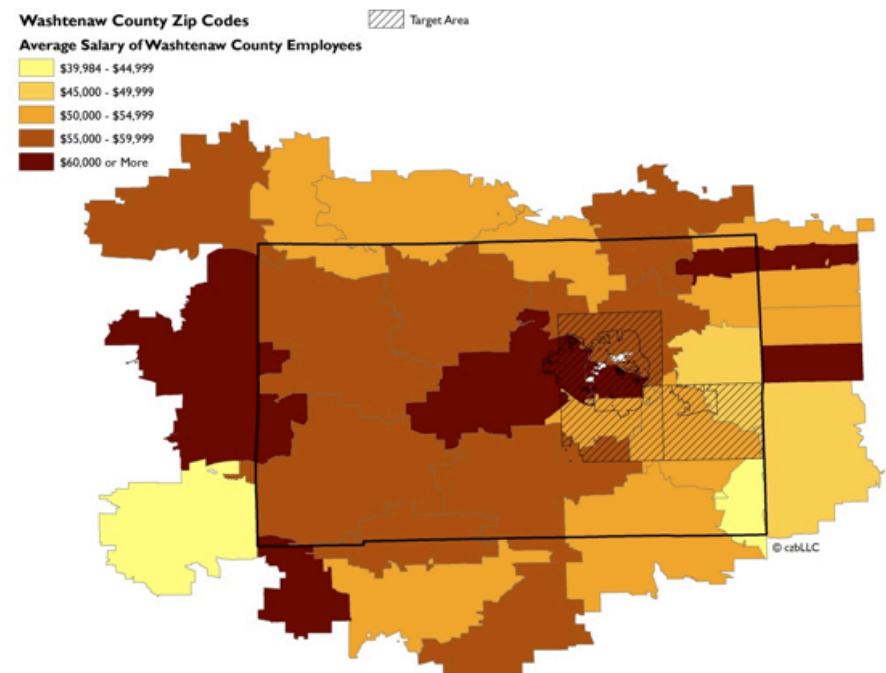 Washtenaw County Zip Codes
Target Area
Average Salary of Washtenaw County Employees
$39,984 - $44,999
$45,000 - $49,999
$50,000 - $54,999
$55,000 - $59,999
$60,000 or More
© czbLLC